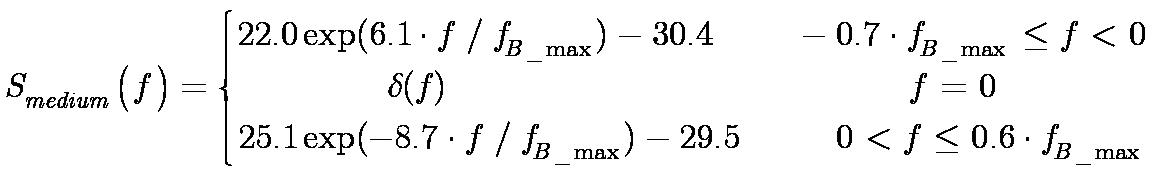 22.0 exp(6.1 · f / f_B_max) − 30.4 − 0.7 · f_B_max ≤ f < 0
S_medium (f) = { δ(f) f = 0
25.1 exp(−8.7 · f / f_B_max) − 29.5 0 < f ≤ 0.6 · f_B_max